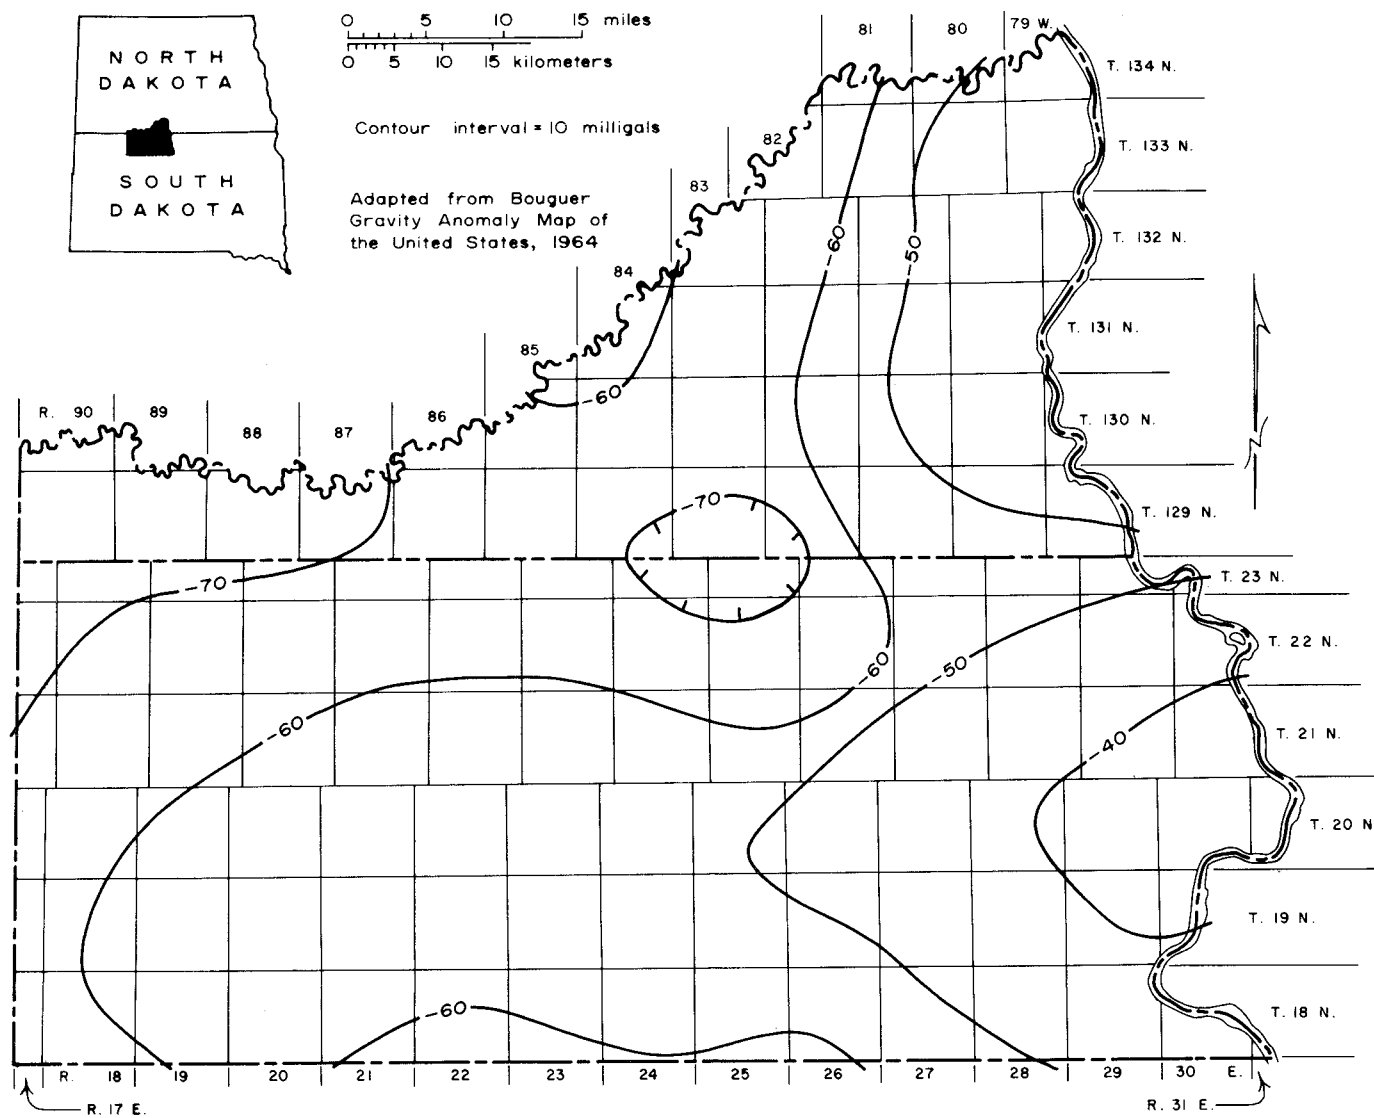 NORTH
DAKOTA
SOUTH
DAKOTA
0 5 10 15 miles
0 5 10 15 kilometers
Contour interval = 10 milligals
Adapted from Bouguer
Gravity Anomaly Map of
the United States, 1964
81 80 79 W.
T. 134 N.
82
T. 133 N.
83
-60
-50
T. 132 N.
84
T. 131 N.
85
-60
R. 90 89 88 87 86
T. 130 N.
-70
T. 129 N.
-70
T. 23 N.
-60
-50
T. 22 N.
-60
-40
T. 21 N.
T. 20 N
T. 19 N.
-60
T. 18 N.
R. 18 19 20 21 22 23 24 25 26 27 28 29 30 E.
R. 17 E.
R. 31 E.